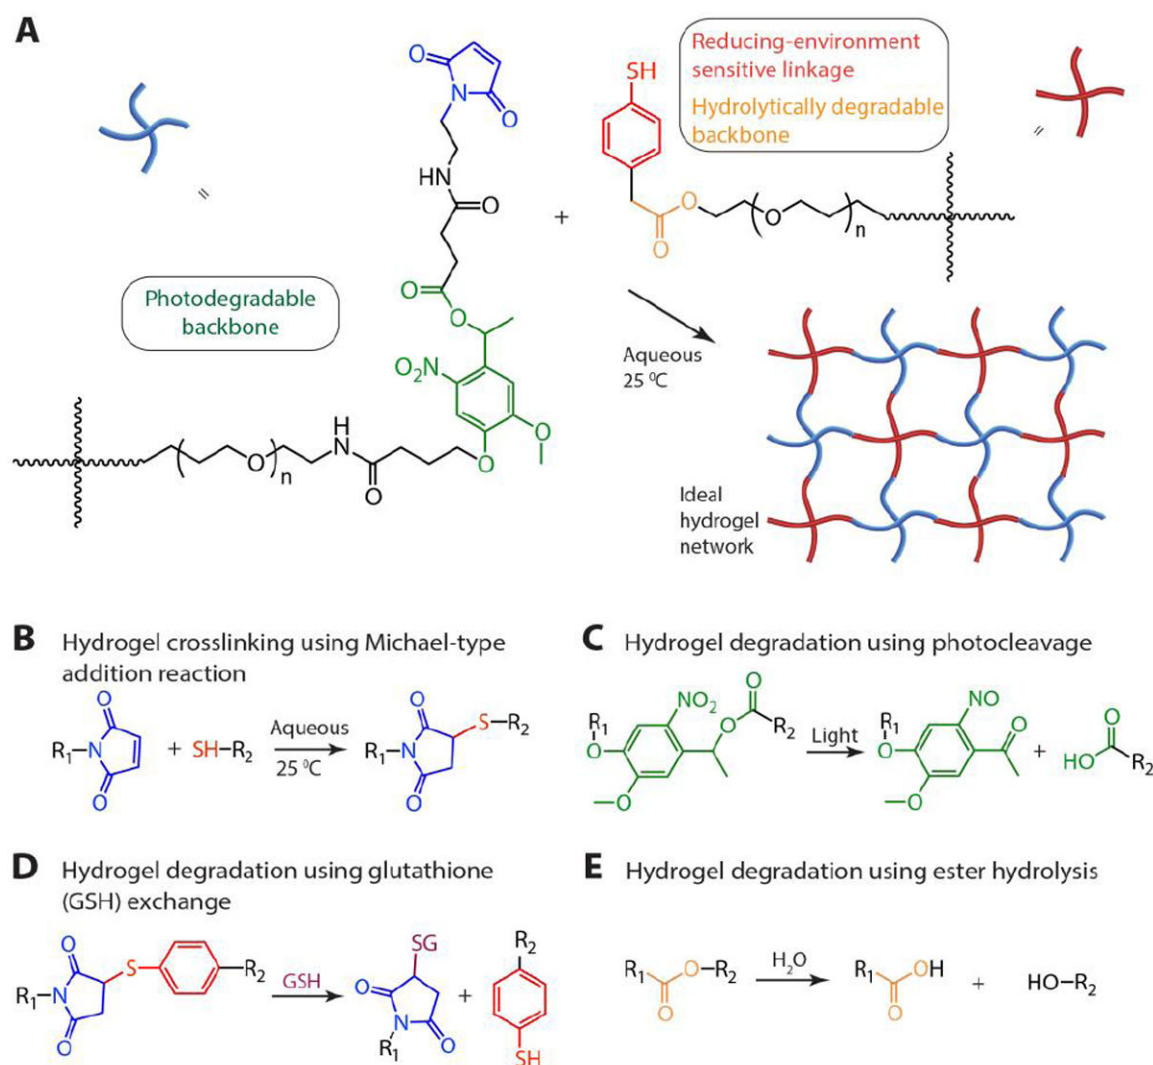 A
SH
Reducing-environment
sensitive linkage
Hydrolytically degradable
backbone
O
N
O
HN
O
+
O
O
O
n
=
=
Photodegradable
backbone
O
O
O2N
O
O
H
N
O
n
O
Aqueous
25 ⁰C
Ideal
hydrogel
network
B Hydrogel crosslinking using Michael-type
addition reaction
O
R1–N
O
+ SH–R2
Aqueous
25 ⁰C
O
R1–N
O
S–R2
C Hydrogel degradation using photocleavage
R1
O
O
NO2
O
O
R2
Light
R1
O
O
NO
O
+
O
HO
R2
D Hydrogel degradation using glutathione
(GSH) exchange
O
R1–N
O
S
R2
GSH
SG
O
N
R1
O
+
R2
SH
E Hydrogel degradation using ester hydrolysis
R1
O–R2
O
H2O
R1
OH
O
+
HO–R2